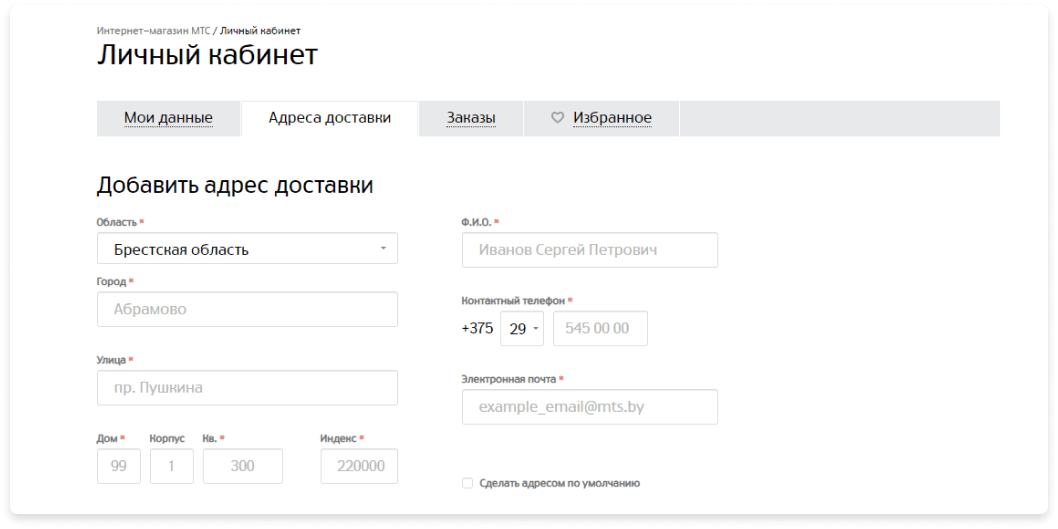 Интернет-магазин МТС / Личный кабинет
Личный кабинет
Мои данные Адреса доставки Заказы Избранное
Добавить адрес доставки
Область *
Брестская область
Город *
Абрамово
Улица *
пр. Пушкина
Дом * Корпус Кв. * Индекс *
99 1 300 220000
Ф.И.О. *
Иванов Сергей Петрович
Контактный телефон *
+375 29 545 00 00
Электронная почта *
example_email@mts.by
Сделать адресом по умолчанию